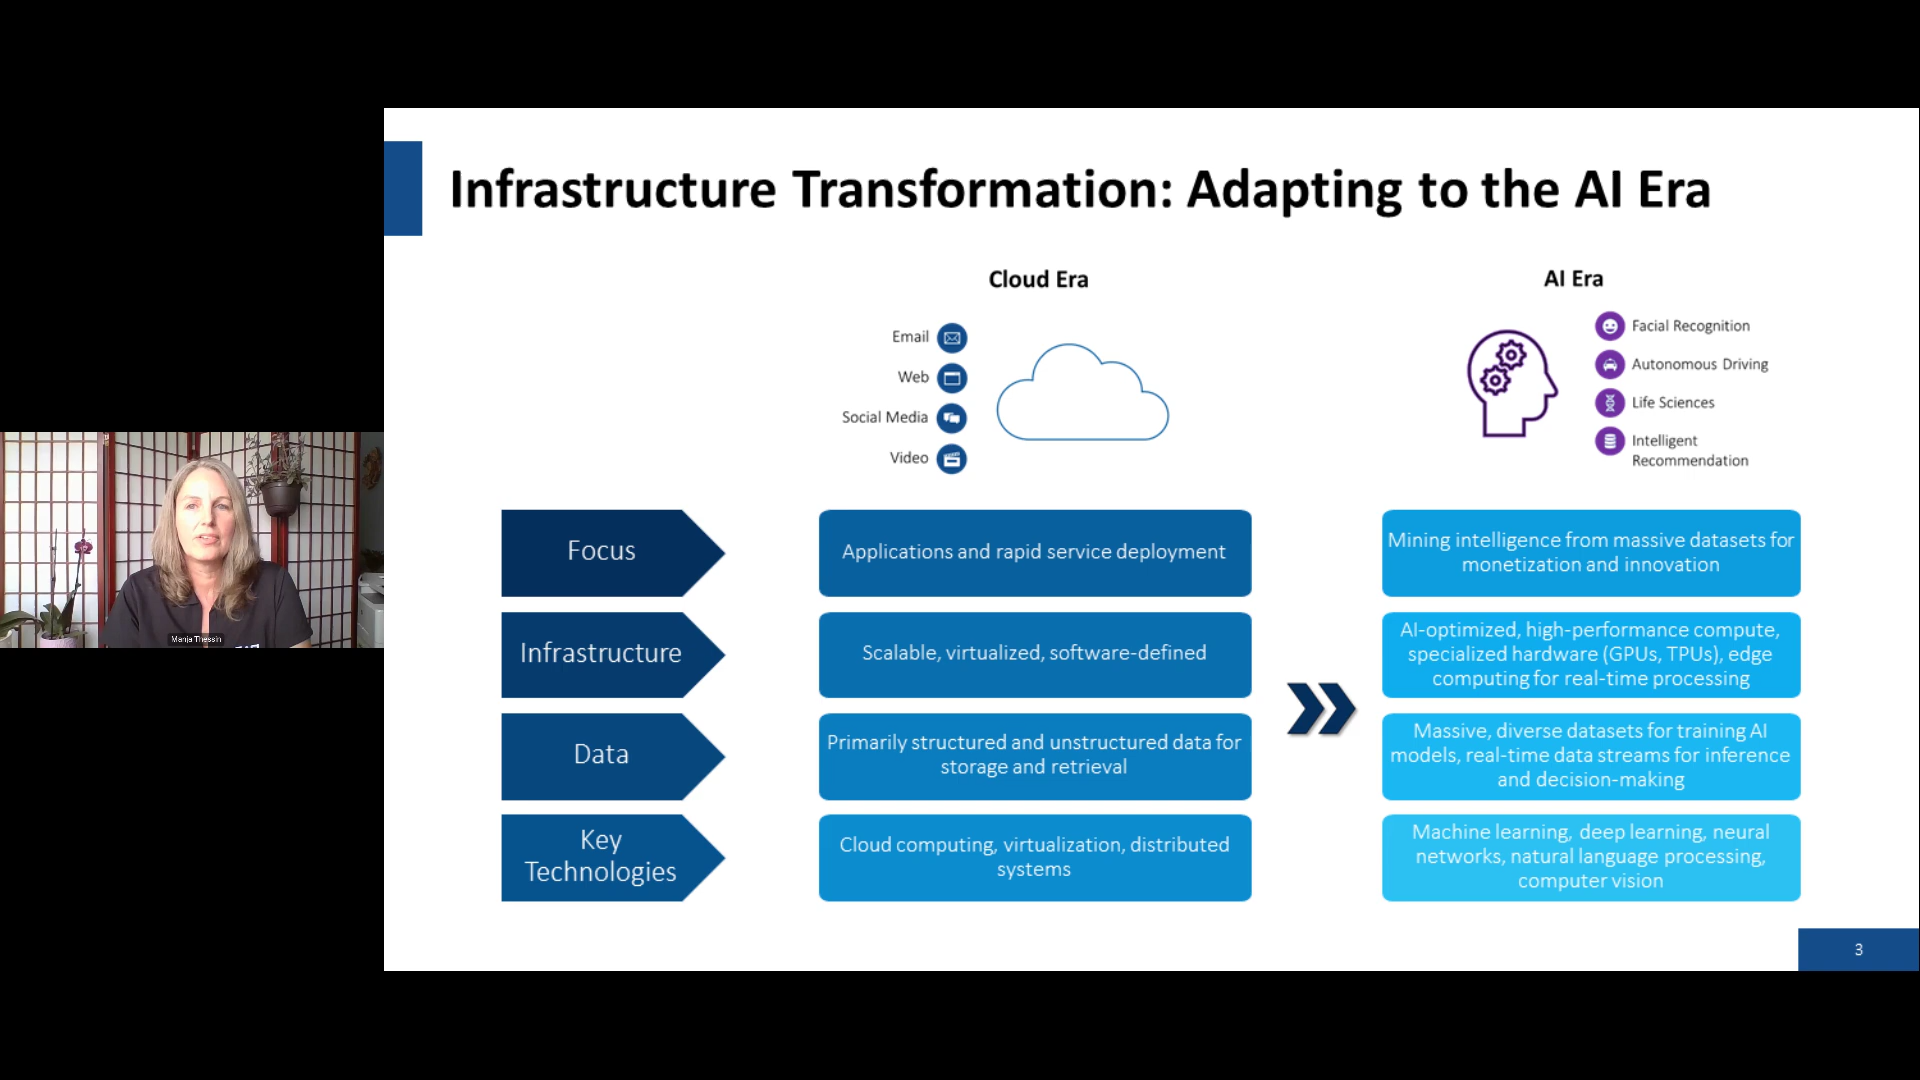 Infrastructure Transformation: Adapting to the AI Era
Cloud Era
Email
Web
Social Media
Video
AI Era
Facial Recognition
Autonomous Driving
Life Sciences
Intelligent
Recommendation
Focus
Applications and rapid service deployment
Mining intelligence from massive datasets for
monetization and innovation
Infrastructure
Scalable, virtualized, software-defined
AI-optimized, high-performance compute,
specialized hardware (GPUs, TPUs), edge
computing for real-time processing
Data
Primarily structured and unstructured data for
storage and retrieval
Massive, diverse datasets for training AI
models, real-time data streams for inference
and decision-making
Key
Technologies
Cloud computing, virtualization, distributed
systems
Machine learning, deep learning, neural
networks, natural language processing,
computer vision
Manja Thessin
3